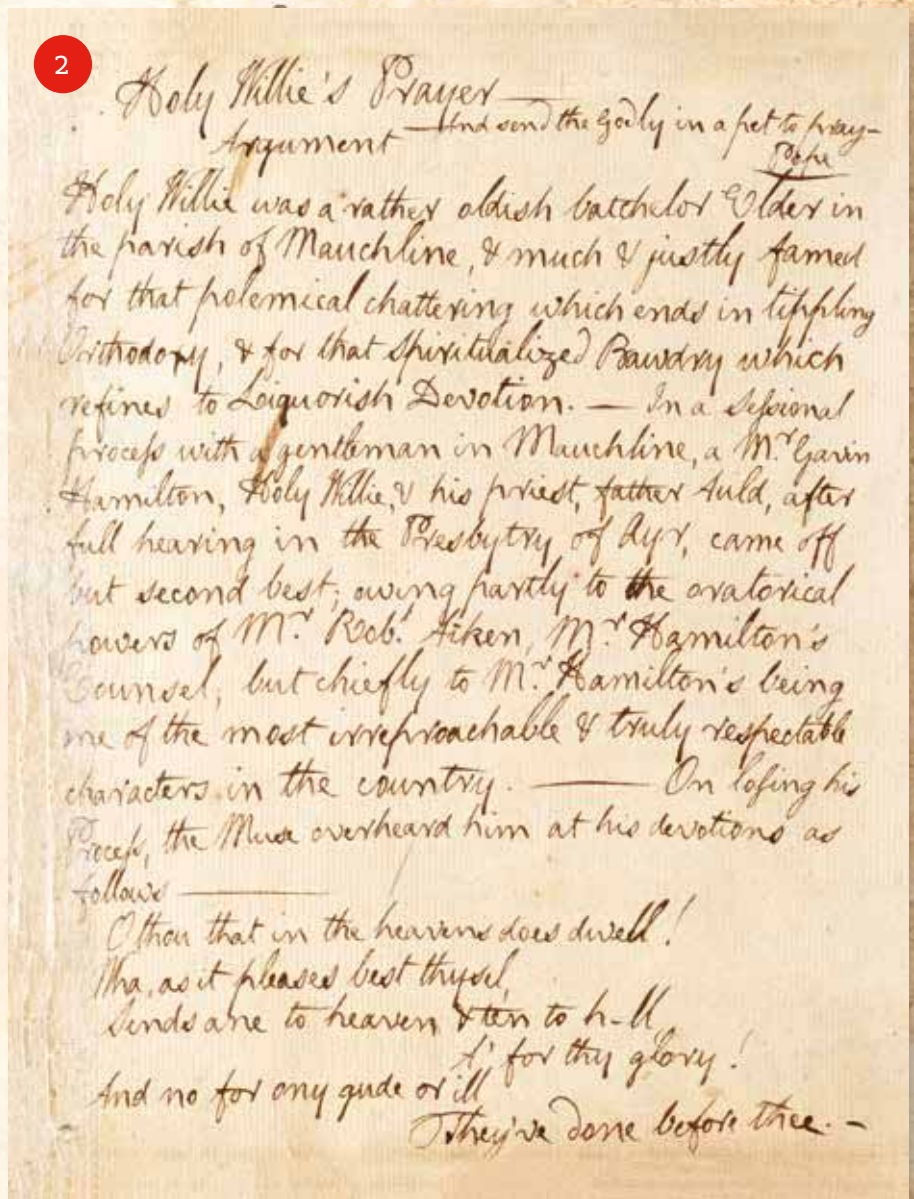 2
Holy Willie's Prayer —
And send the Godly in a pet to pray —
Argument
Pope
Holy Willie was a rather oldish batchelor Elder in
the parish of Mauchline, & much & justly famed
for that polemical chattering which ends in tippling
Orthodoxy, & for that Spiritualized Bawdry which
refines to Liquorish Devotion. — In a Sessional
process with a gentleman in Mauchline, a Mr. Gavin
Hamilton, Holy Willie, & his priest, father Auld, after
full hearing in the Presbytry of Ayr, came off
but second best; owing partly to the oratorical
powers of Mr. Robt. Aiken, Mr. Hamilton's
Counsel; but chiefly to Mr. Hamilton's being
one of the most irreproachable & truly respectable
characters in the country. — On losing his
Process, the Muse overheard him at his devotions as
follows —
O thou that in the heavens does dwell!
Wha, as it pleases best thysel,
Sends ane to heaven & ten to h-ll,
A' for thy glory!
And no for ony gude or ill
They've done before thee. —